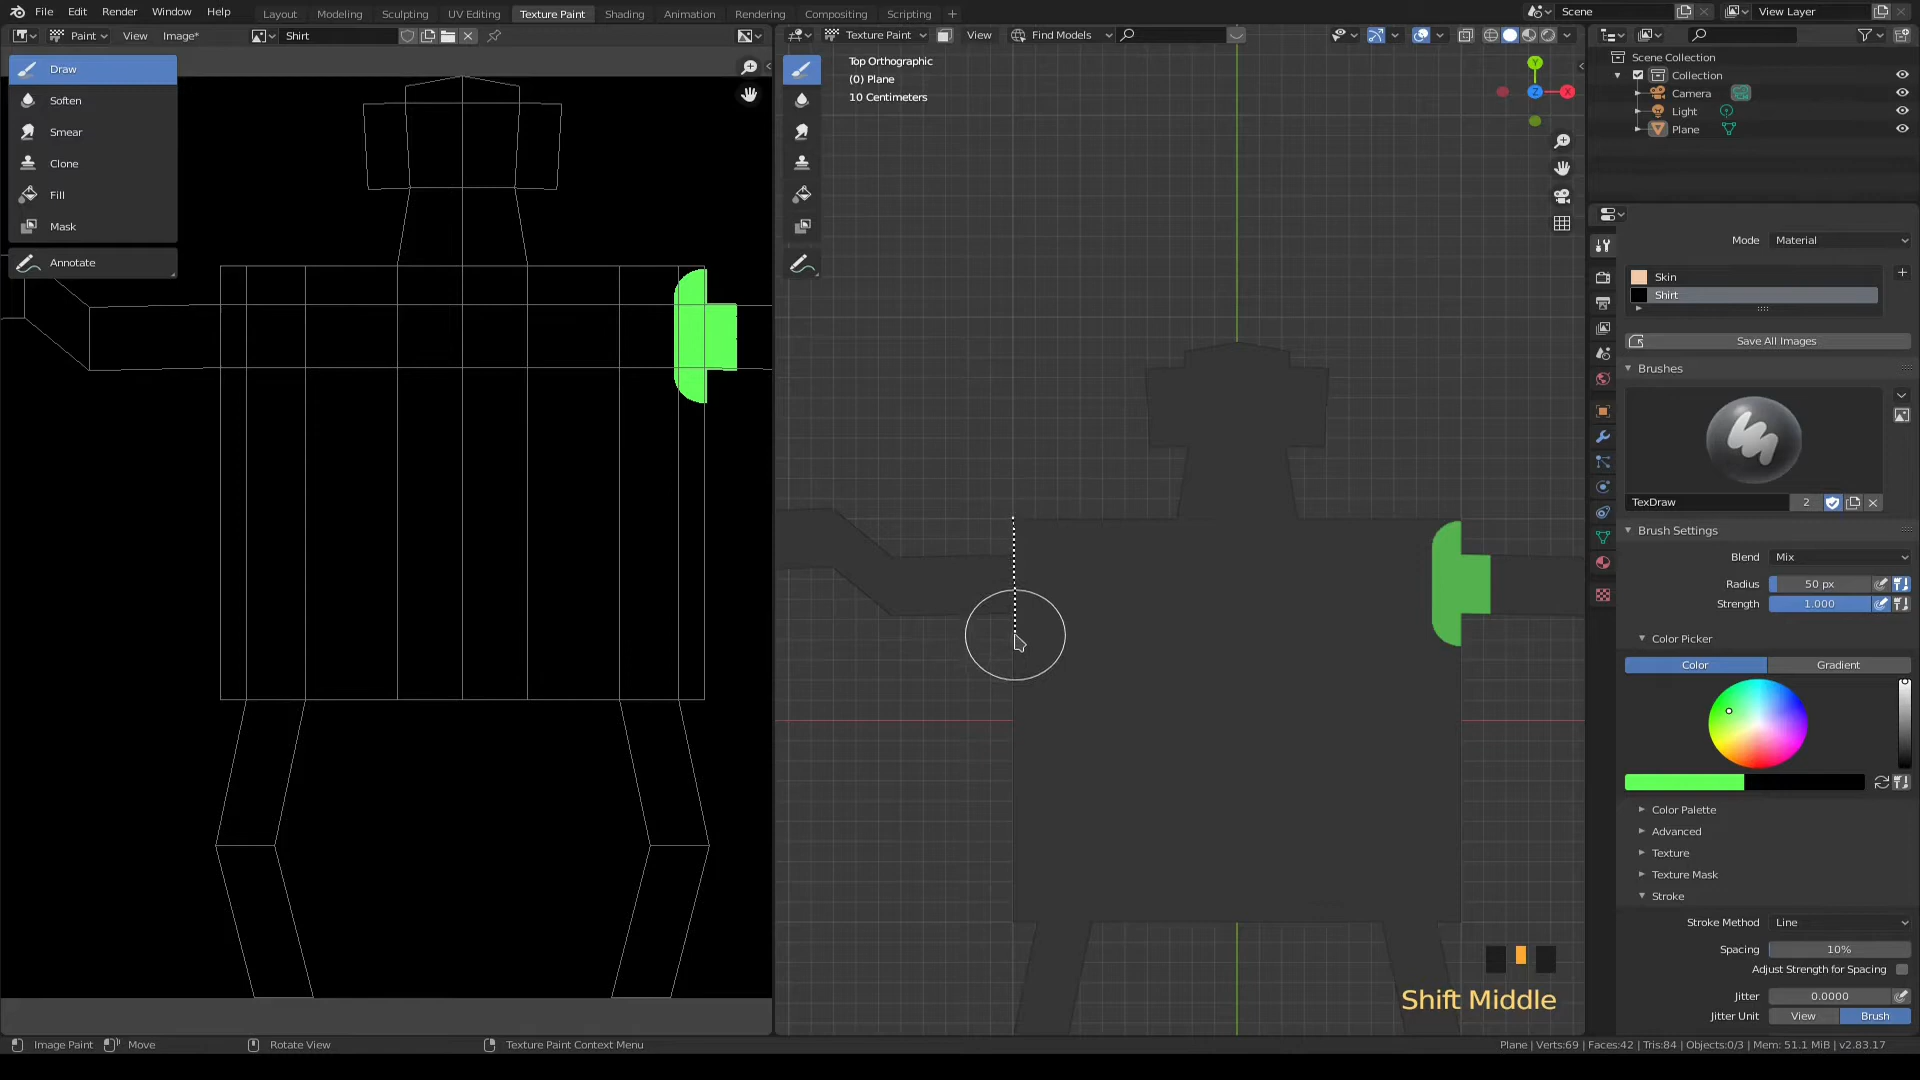 File Edit Render Window Help Layout Modeling Sculpting UV Editing Texture Paint Shading Animation Rendering Compositing Scripting + Scene View Layer
Paint View Image* Shirt Texture Paint View Find Models
Draw
Soften
Smear
Clone
Fill
Mask
Annotate
Top Orthographic
(0) Plane
10 Centimeters
Y
Z
X
Scene Collection
Collection
Camera
Light
Plane
Mode Material
Skin
Shirt
Save All Images
Brushes
TexDraw 2
Brush Settings
Blend Mix
Radius 50 px
Strength 1.000
Color Picker
Color Gradient
Color Palette
Advanced
Texture
Texture Mask
Stroke
Stroke Method Line
Spacing 10%
Adjust Strength for Spacing
Jitter 0.0000
Jitter Unit View Brush
Shift Middle
Image Paint Move Rotate View Texture Paint Context Menu Plane | Verts:69 | Faces:42 | Tris:84 | Objects:0/3 | Mem: 51.1 MiB | v2.83.17